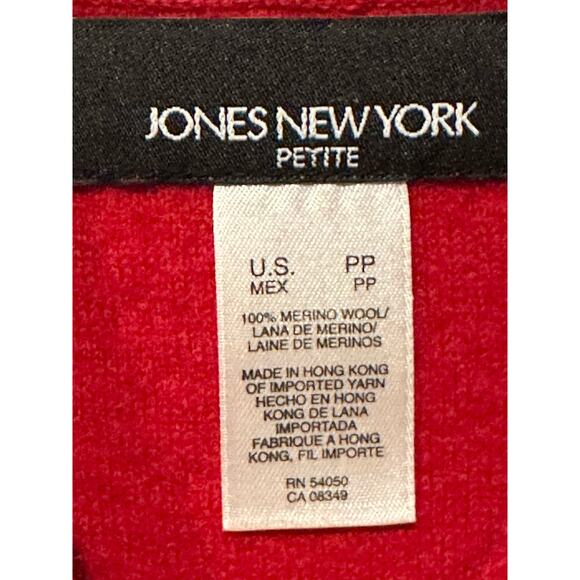 JONES NEW YORK
PETITE
U.S. PP
MEX PP
100% MERINO WOOL/
LANA DE MERINO/
LAINE DE MERINOS
MADE IN HONG KONG
OF IMPORTED YARN
HECHO EN HONG
KONG DE LANA
IMPORTADA
FABRIQUE A HONG
KONG, FIL IMPORTE
RN 54050
CA 08349